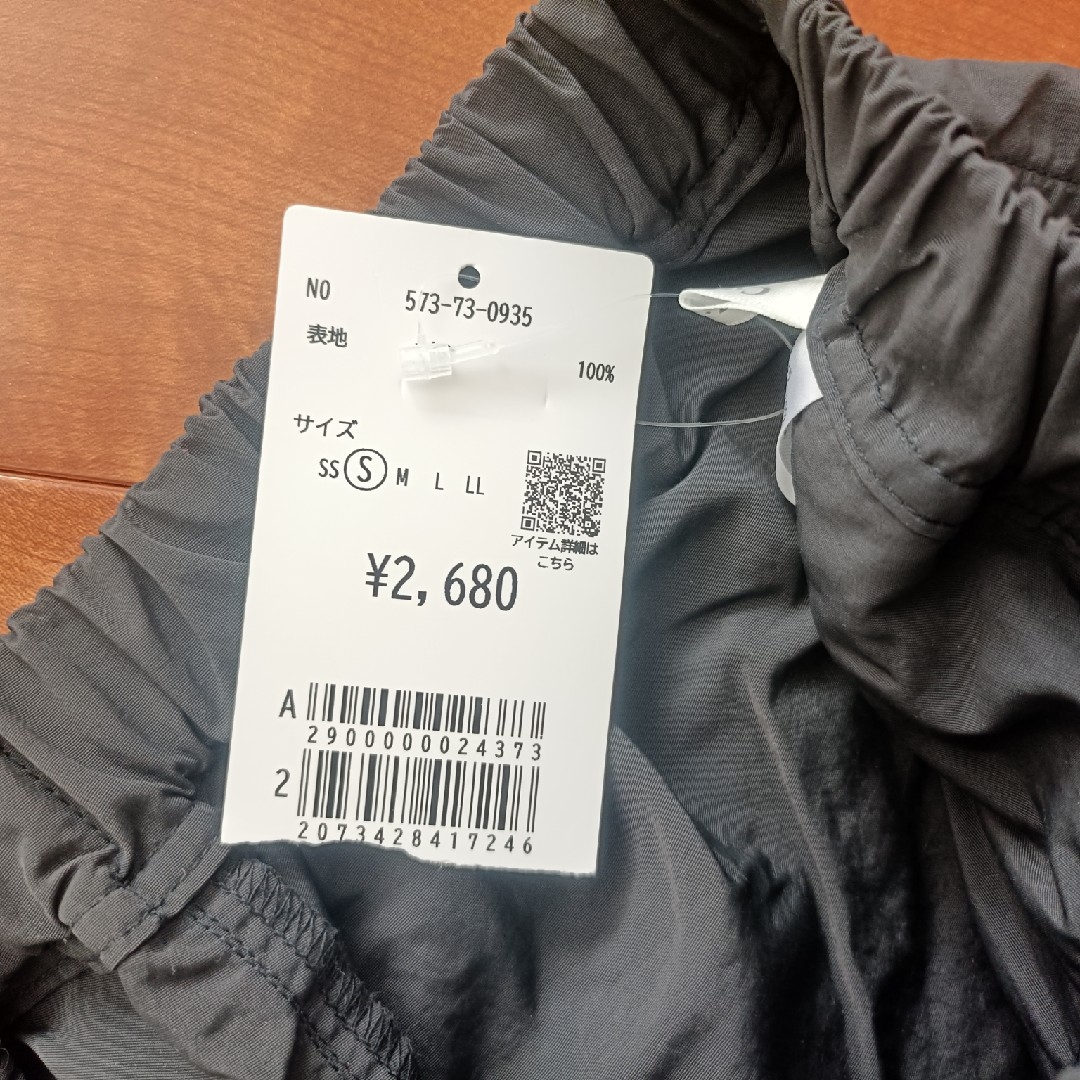 NO 573-73-0935
表地
100%
サイズ
SS S M L LL
アイテム詳細は
こちら
¥2,680
A
2900000024373
2
2073428417246